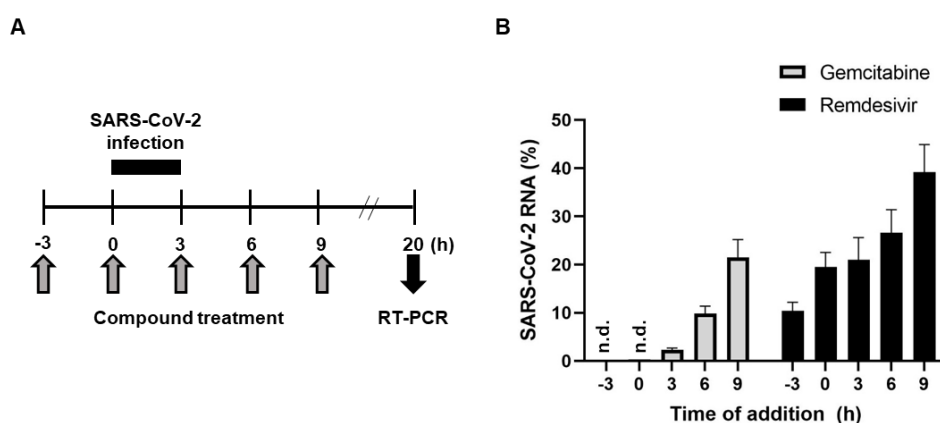 A
SARS-CoV-2
infection
-3 0 3 6 9 20 (h)
Compound treatment RT-PCR
B
Gemcitabine
Remdesivir
SARS-CoV-2 RNA (%)
50
40
30
20
10
0
n.d. n.d.
-3 0 3 6 9 -3 0 3 6 9
Time of addition (h)